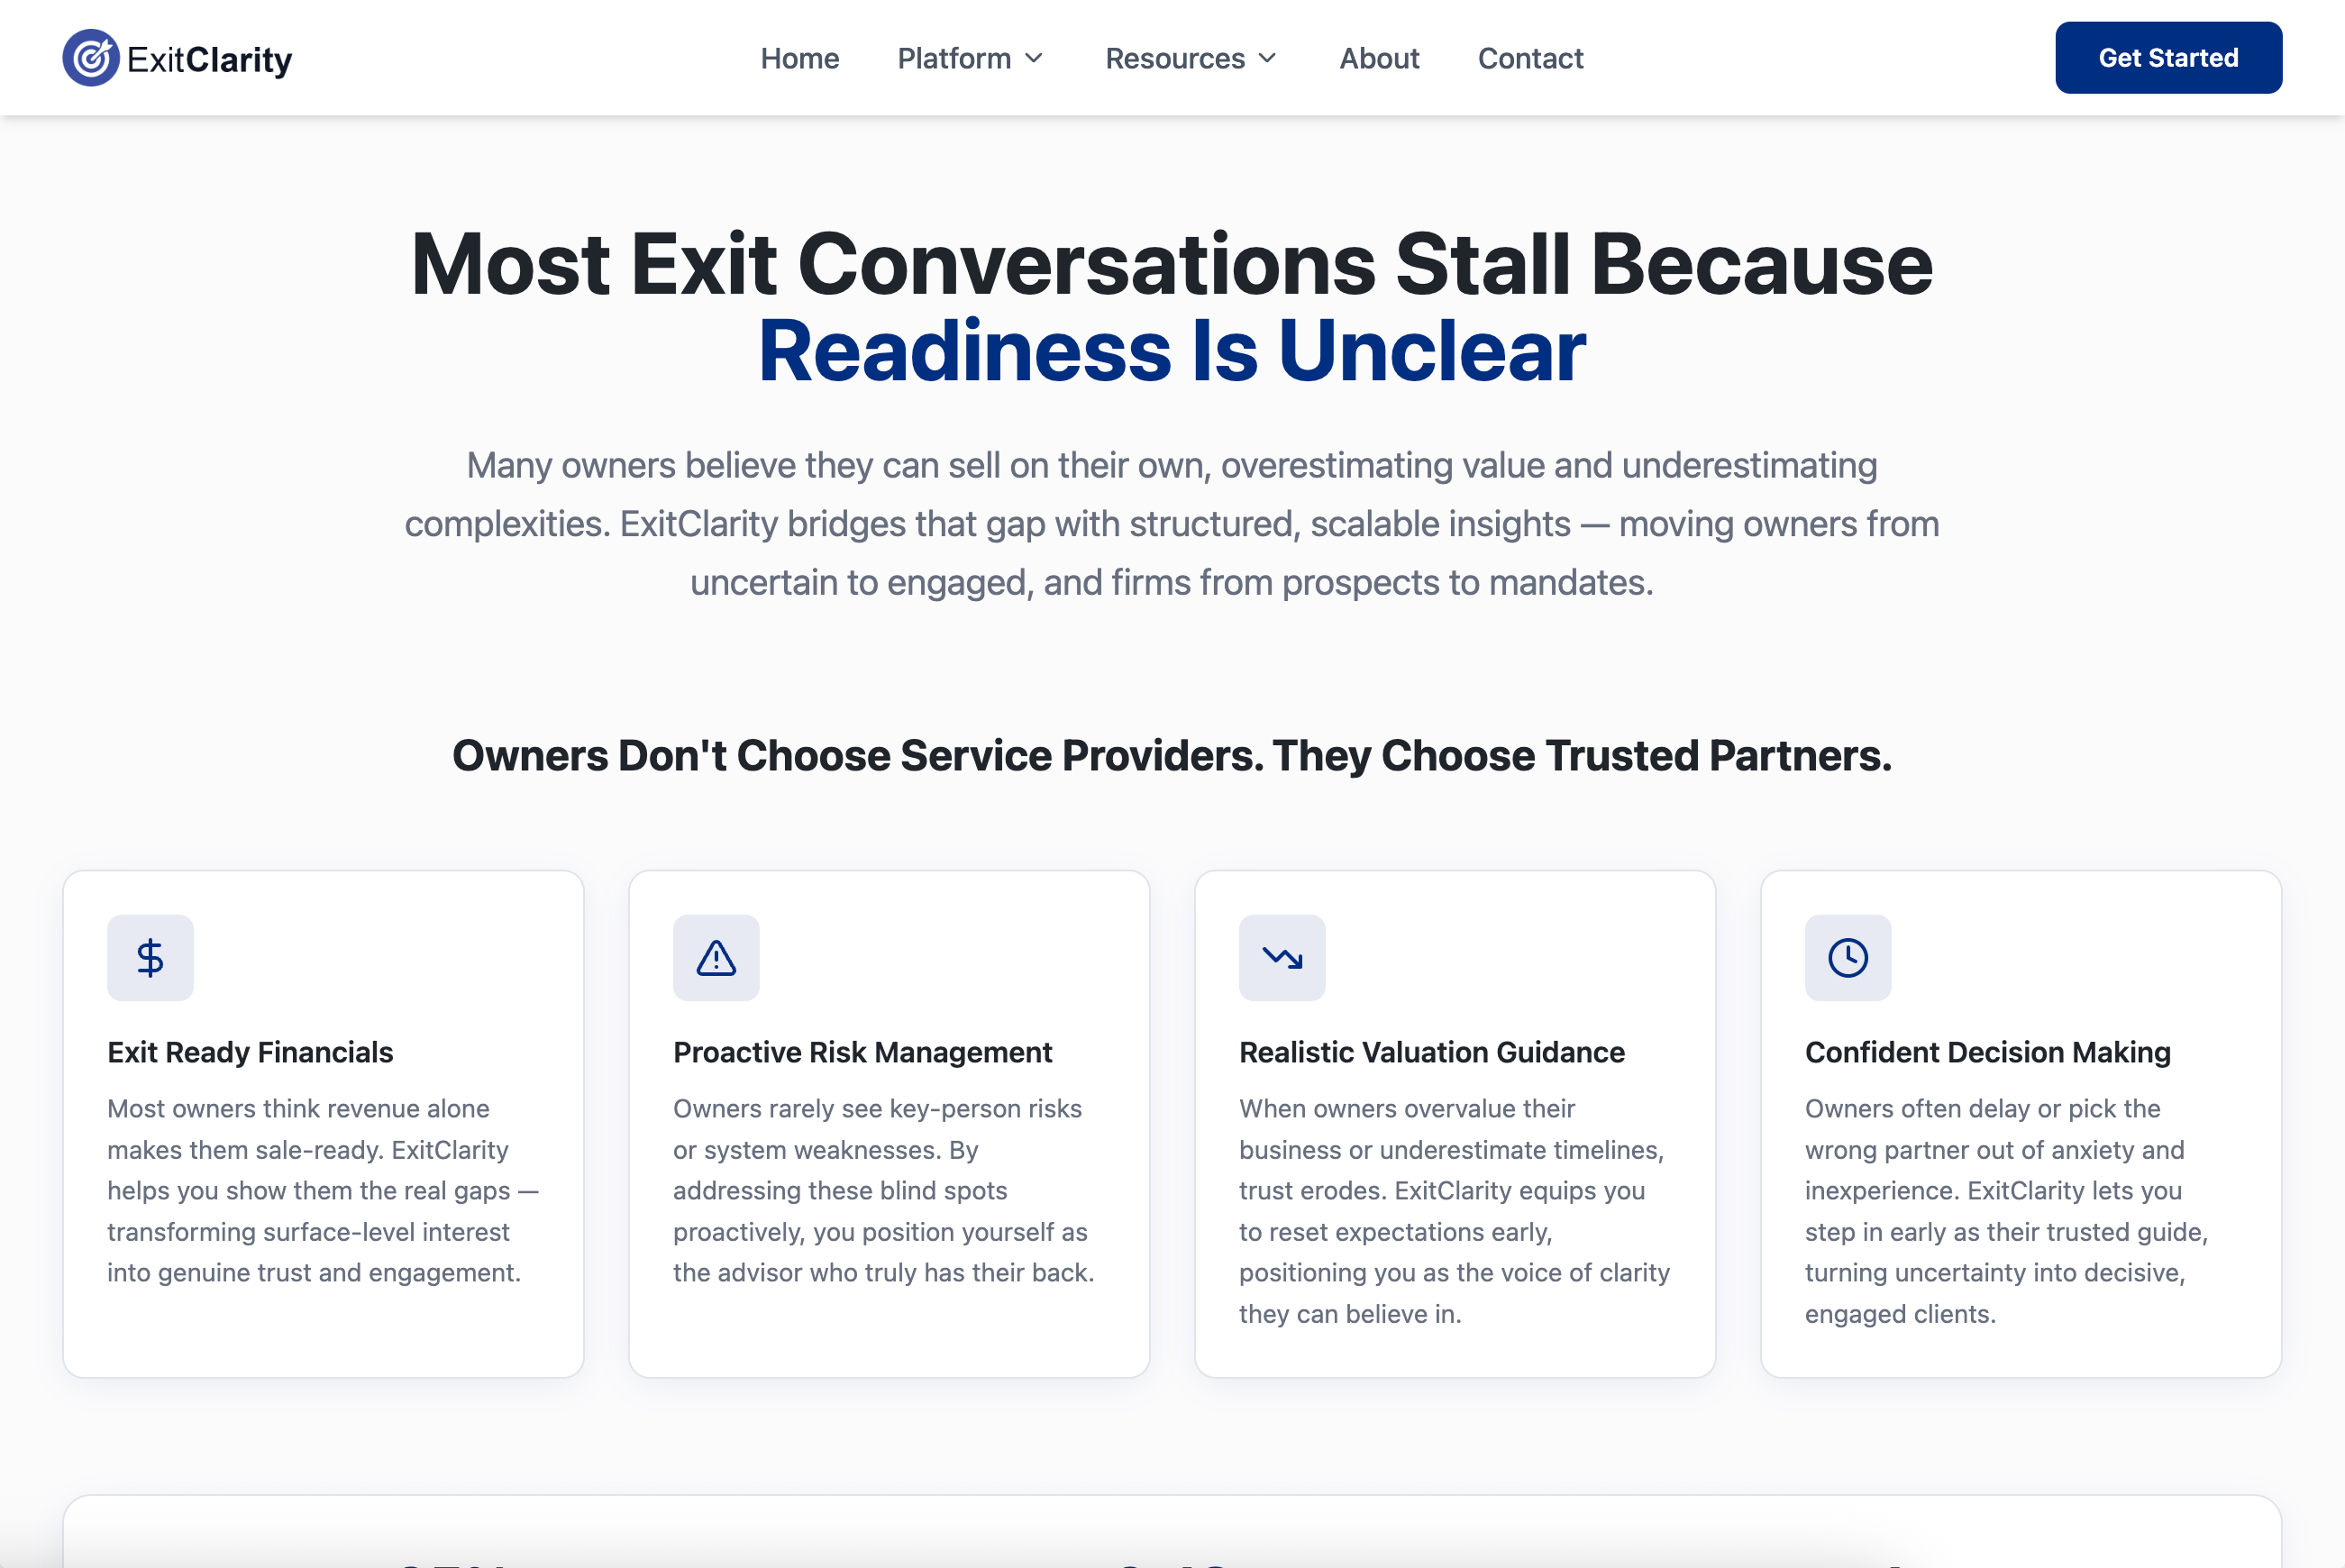 ExitClarity
Home
Platform
Resources
About
Contact
Get Started
Most Exit Conversations Stall Because
Readiness Is Unclear
Many owners believe they can sell on their own, overestimating value and underestimating
complexities. ExitClarity bridges that gap with structured, scalable insights — moving owners from
uncertain to engaged, and firms from prospects to mandates.
Owners Don't Choose Service Providers. They Choose Trusted Partners.
$
Exit Ready Financials
Most owners think revenue alone
makes them sale-ready. ExitClarity
helps you show them the real gaps —
transforming surface-level interest
into genuine trust and engagement.
Proactive Risk Management
Owners rarely see key-person risks
or system weaknesses. By
addressing these blind spots
proactively, you position yourself as
the advisor who truly has their back.
Realistic Valuation Guidance
When owners overvalue their
business or underestimate timelines,
trust erodes. ExitClarity equips you
to reset expectations early,
positioning you as the voice of clarity
they can believe in.
Confident Decision Making
Owners often delay or pick the
wrong partner out of anxiety and
inexperience. ExitClarity lets you
step in early as their trusted guide,
turning uncertainty into decisive,
engaged clients.